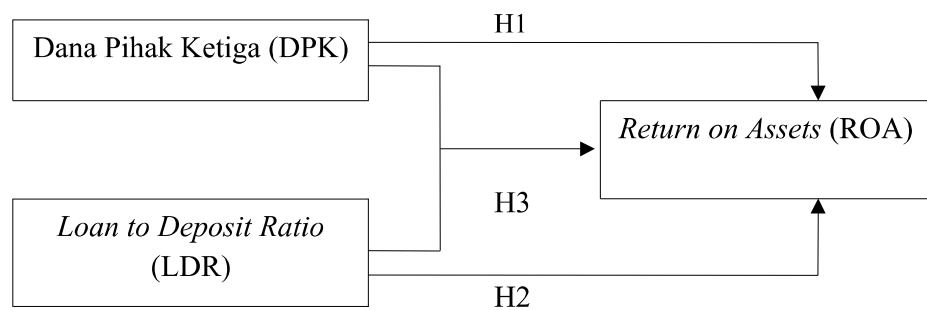 H1
Dana Pihak Ketiga (DPK)
Return on Assets (ROA)
H3
Loan to Deposit Ratio
(LDR)
H2